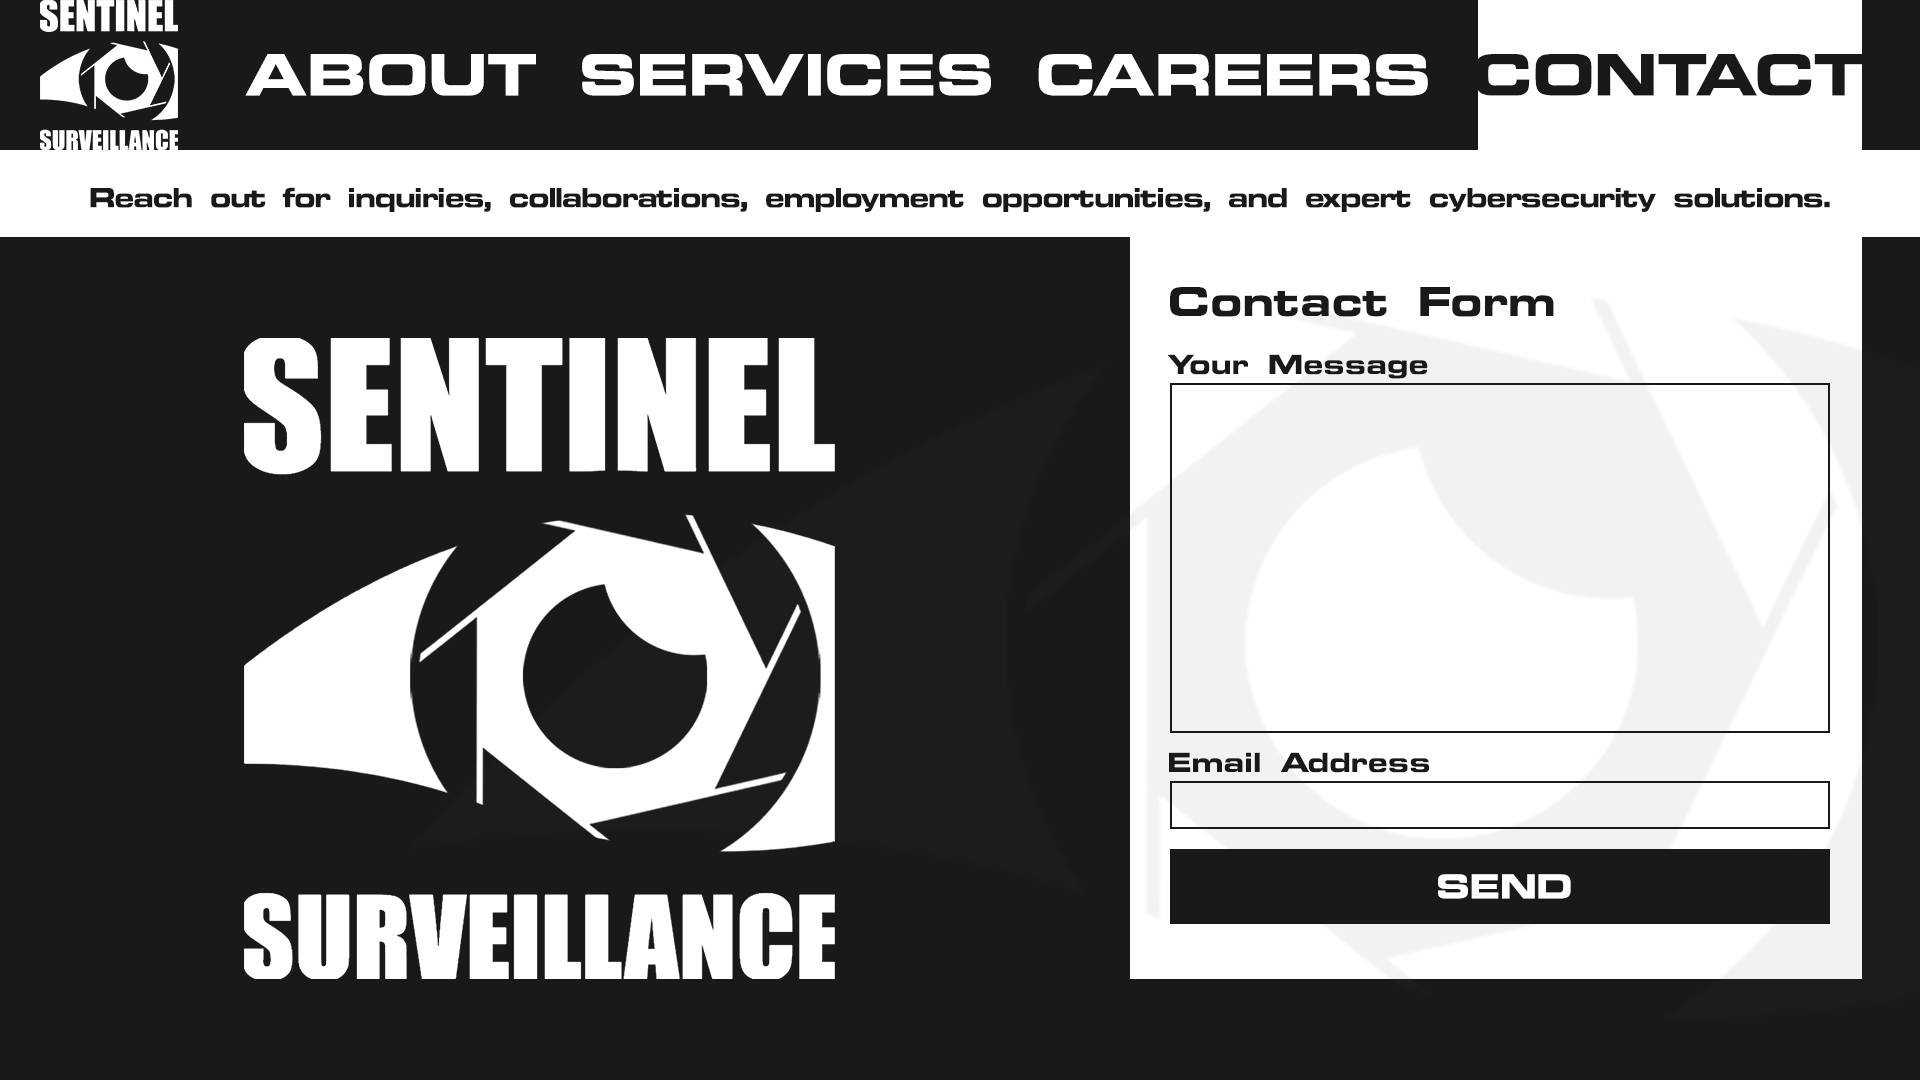 SENTINEL
SURVEILLANCE
ABOUT SERVICES CAREERS CONTACT
Reach out for inquiries, collaborations, employment opportunities, and expert cybersecurity solutions.
SENTINEL
SURVEILLANCE
Contact Form
Your Message
Email Address
SEND